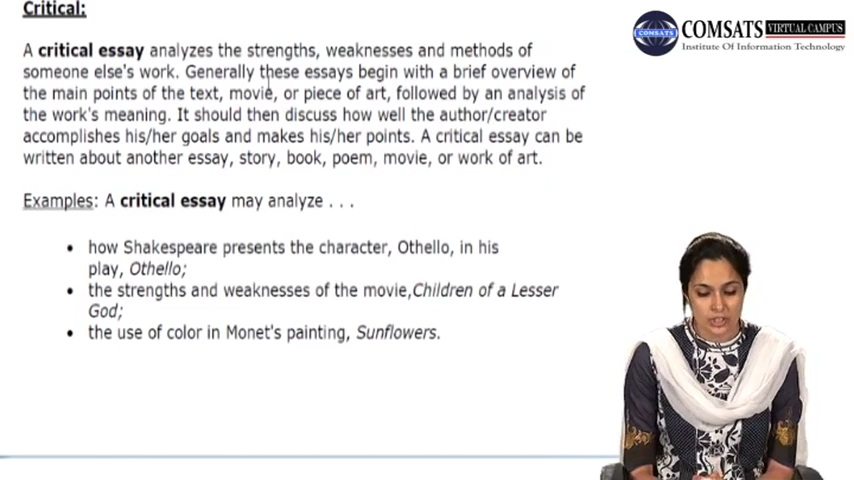 Critical:
COMSATS VIRTUAL CAMPUS
Institute Of Information Technology
COMSATS
A critical essay analyzes the strengths, weaknesses and methods of
someone else's work. Generally these essays begin with a brief overview of
the main points of the text, movie, or piece of art, followed by an analysis of
the work's meaning. It should then discuss how well the author/creator
accomplishes his/her goals and makes his/her points. A critical essay can be
written about another essay, story, book, poem, movie, or work of art.
Examples: A critical essay may analyze . . .
• how Shakespeare presents the character, Othello, in his
play, Othello;
• the strengths and weaknesses of the movie,Children of a Lesser
God;
• the use of color in Monet's painting, Sunflowers.